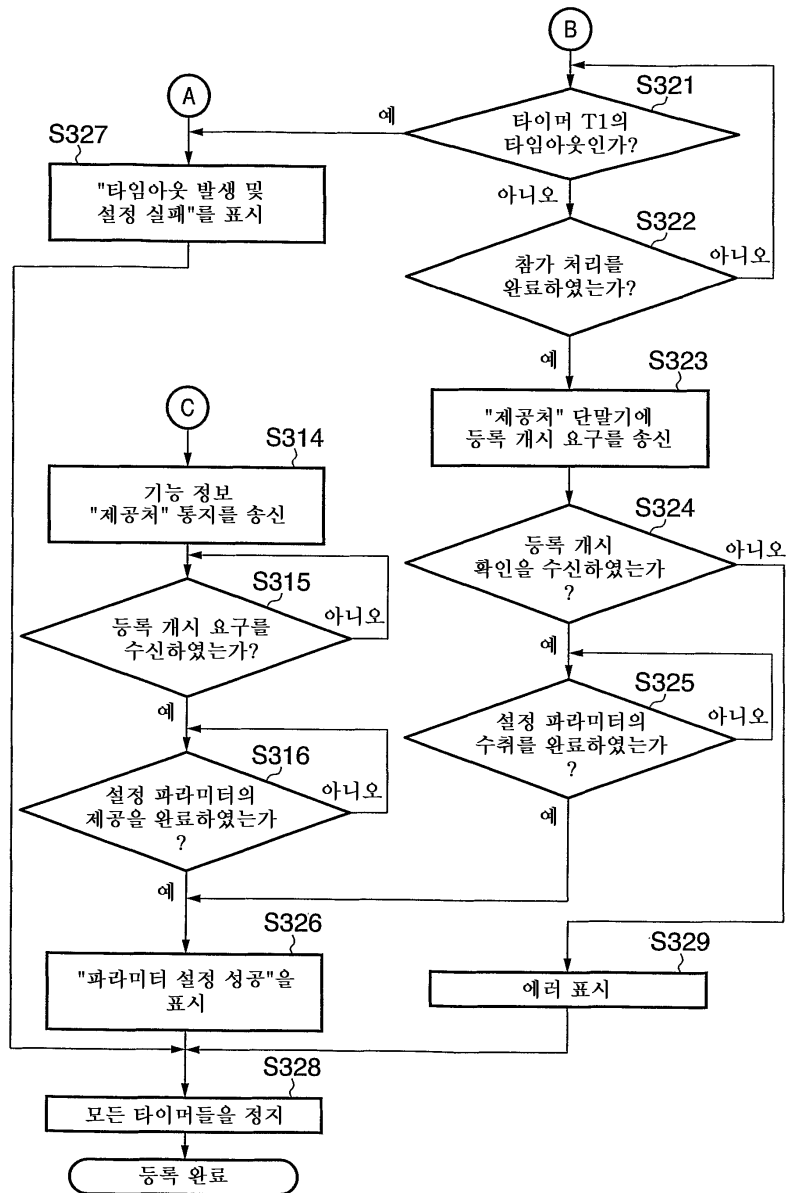 B
S321
타이머 T1의
타임아웃인가?
예
아니오
A
S327
"타임아웃 발생 및
설정 실패"를 표시
S322
참가 처리를
완료하였는가?
아니오
예
S323
"제공처" 단말기에
등록 개시 요구를 송신
C
S314
기능 정보
"제공처" 통지를 송신
S324
등록 개시
확인을 수신하였는가
?
아니오
예
S315
등록 개시 요구를
수신하였는가?
아니오
예
S325
설정 파라미터의
수취를 완료하였는가
?
아니오
예
S316
설정 파라미터의
제공을 완료하였는가
?
아니오
예
S326
"파라미터 설정 성공"을
표시
S329
에러 표시
S328
모든 타이머들을 정지
등록 완료